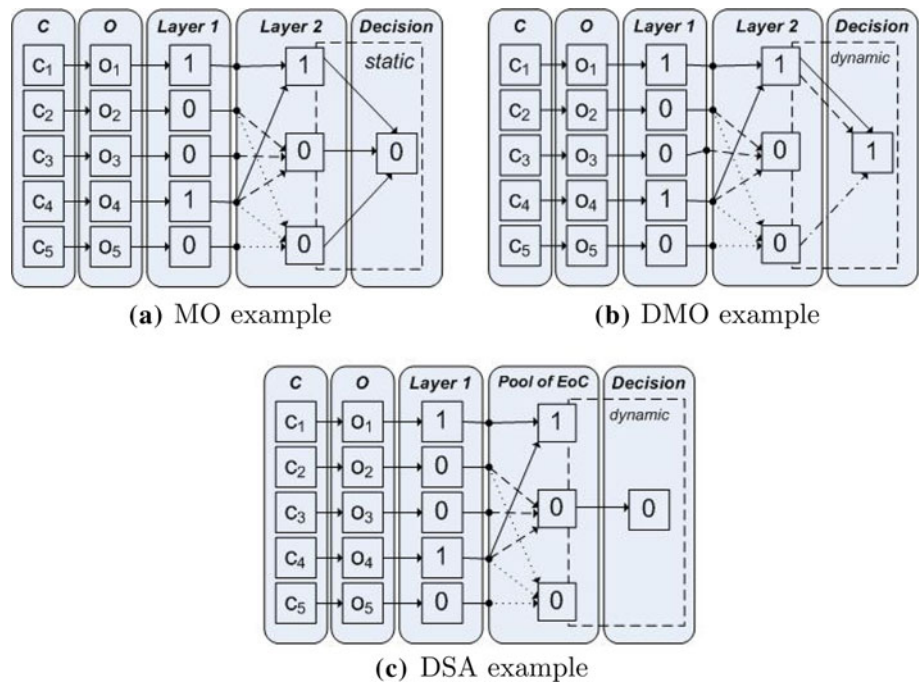 C O Layer 1 Layer 2 Decision
static
C1 O1 1 1
C2 O2 0
C3 O3 0 0 0
C4 O4 1
C5 O5 0 0
(a) MO example
C O Layer 1 Layer 2 Decision
dynamic
C1 O1 1 1
C2 O2 0
C3 O3 0 0 1
C4 O4 1
C5 O5 0 0
(b) DMO example
C O Layer 1 Pool of EoC Decision
dynamic
C1 O1 1 1
C2 O2 0
C3 O3 0 0 0
C4 O4 1
C5 O5 0 0
(c) DSA example